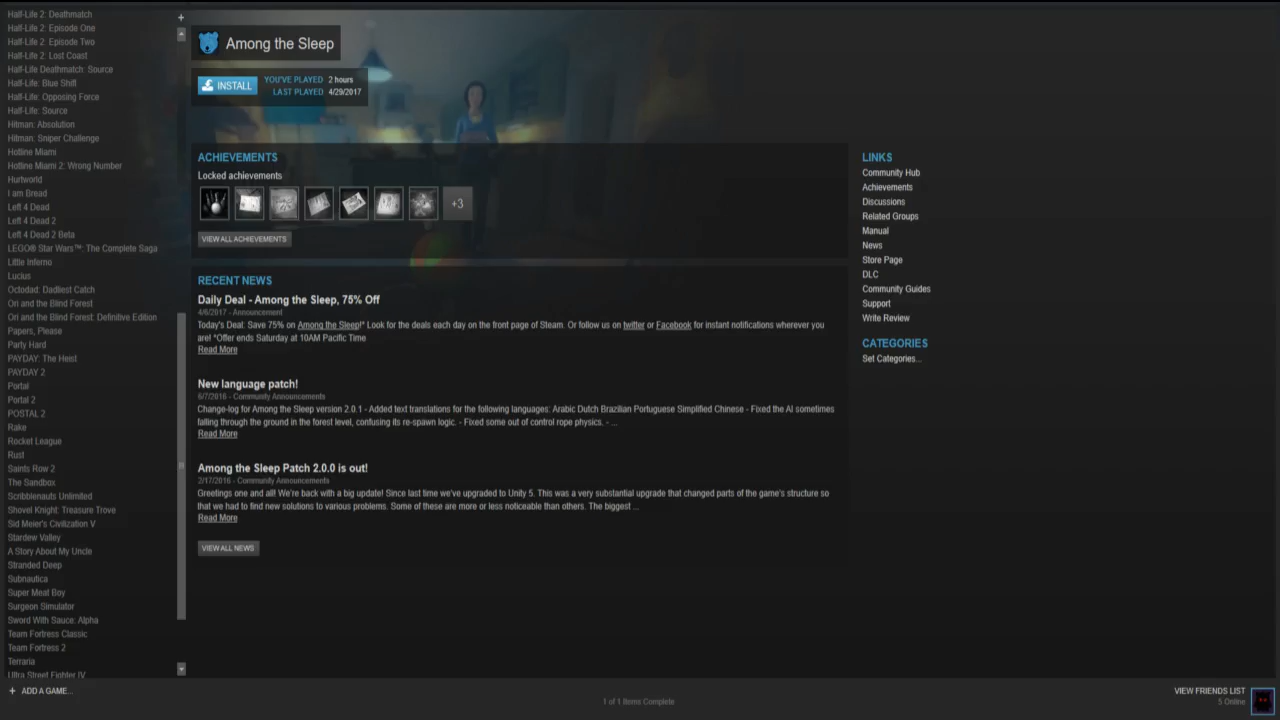 Half-Life 2: Deathmatch
Half-Life 2: Episode One
Half-Life 2: Episode Two
Half-Life 2: Lost Coast
Half-Life Deathmatch: Source
Half-Life: Blue Shift
Half-Life: Opposing Force
Half-Life: Source
Hitman: Absolution
Hitman: Sniper Challenge
Hotline Miami
Hotline Miami 2: Wrong Number
Hurtworld
I am Bread
Left 4 Dead
Left 4 Dead 2
Left 4 Dead 2 Beta
LEGO® Star Wars™: The Complete Saga
Little Inferno
Lucius
Octodad: Dadliest Catch
Ori and the Blind Forest
Ori and the Blind Forest: Definitive Edition
Papers, Please
Party Hard
PAYDAY: The Heist
PAYDAY 2
Portal
Portal 2
POSTAL 2
Rake
Rocket League
Rust
Saints Row 2
The Sandbox
Scribblenauts Unlimited
Shovel Knight: Treasure Trove
Sid Meier's Civilization V
Stardew Valley
A Story About My Uncle
Stranded Deep
Subnautica
Super Meat Boy
Surgeon Simulator
Sword With Sauce: Alpha
Team Fortress Classic
Team Fortress 2
Terraria
Ultra Street Fighter IV
+ ADD A GAME...
+
Among the Sleep
INSTALL
YOU'VE PLAYED 2 hours
LAST PLAYED 4/29/2017
ACHIEVEMENTS
Locked achievements
+3
VIEW ALL ACHIEVEMENTS
RECENT NEWS
Daily Deal - Among the Sleep, 75% Off
4/6/2017 - Announcement
Today's Deal: Save 75% on Among the Sleep!* Look for the deals each day on the front page of Steam. Or follow us on twitter or Facebook for instant notifications wherever you
are! *Offer ends Saturday at 10AM Pacific Time
Read More
New language patch!
6/7/2016 - Community Announcements
Change-log for Among the Sleep version 2.0.1 - Added text translations for the following languages: Arabic Dutch Brazilian Portuguese Simplified Chinese - Fixed the AI sometimes
falling through the ground in the forest level, confusing its re-spawn logic. - Fixed some out of control rope physics. - ...
Read More
Among the Sleep Patch 2.0.0 is out!
2/17/2016 - Community Announcements
Greetings one and all! We're back with a big update! Since last time we've upgraded to Unity 5. This was a very substantial upgrade that changed parts of the game's structure so
that we had to find new solutions to various problems. Some of these are more or less noticeable than others. The biggest ...
Read More
VIEW ALL NEWS
LINKS
Community Hub
Achievements
Discussions
Related Groups
Manual
News
Store Page
DLC
Community Guides
Support
Write Review
CATEGORIES
Set Categories...
1 of 1 Items Complete
VIEW FRIENDS LIST
5 Online